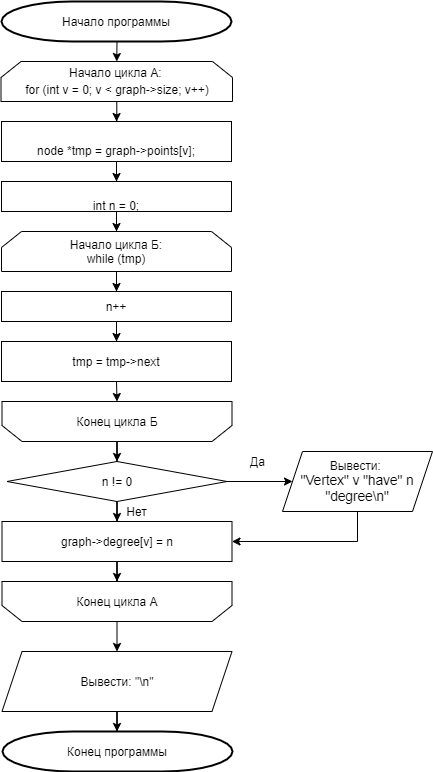 Начало программы
Начало цикла А:
for (int v = 0; v < graph->size; v++)
node *tmp = graph->points[v];
int n = 0;
Начало цикла Б:
while (tmp)
n++
tmp = tmp->next
Конец цикла Б
n != 0
Да
Вывести:
"Vertex" v "have" n
"degree\n"
Нет
graph->degree[v] = n
Конец цикла А
Вывести: "\n"
Конец программы